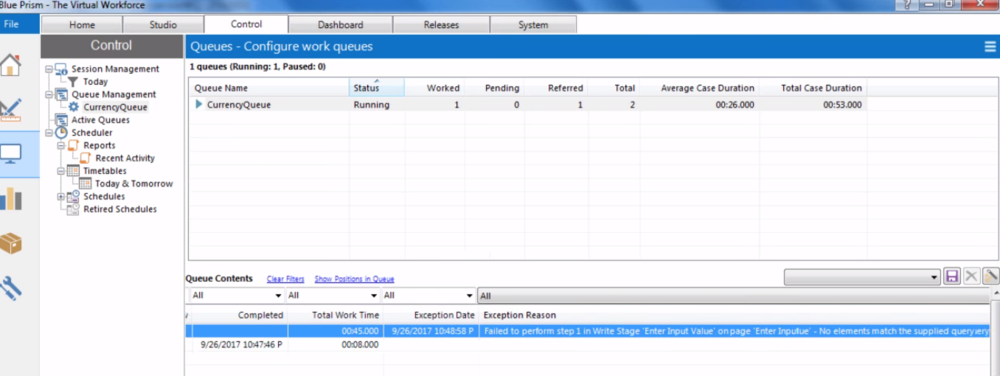 Blue Prism - The Virtual Workforce
File Home Studio Control Dashboard Releases System
Control
Queues - Configure work queues
1 queues (Running: 1, Paused: 0)
Session Management
Today
Queue Management
CurrencyQueue
Active Queues
Scheduler
Reports
Recent Activity
Timetables
Today & Tomorrow
Schedules
Retired Schedules
Queue Name Status Worked Pending Referred Total Average Case Duration Total Case Duration
CurrencyQueue Running 1 0 1 2 00:26.000 00:53.000
Queue Contents Clear Filters Show Positions in Queue
All All All All
Completed Total Work Time Exception Date Exception Reason
00:45.000 9/26/2017 10:48:58 P Failed to perform step 1 in Write Stage 'Enter Input Value' on page 'Enter Inputlue' - No elements match the supplied query
9/26/2017 10:47:46 P 00:08.000